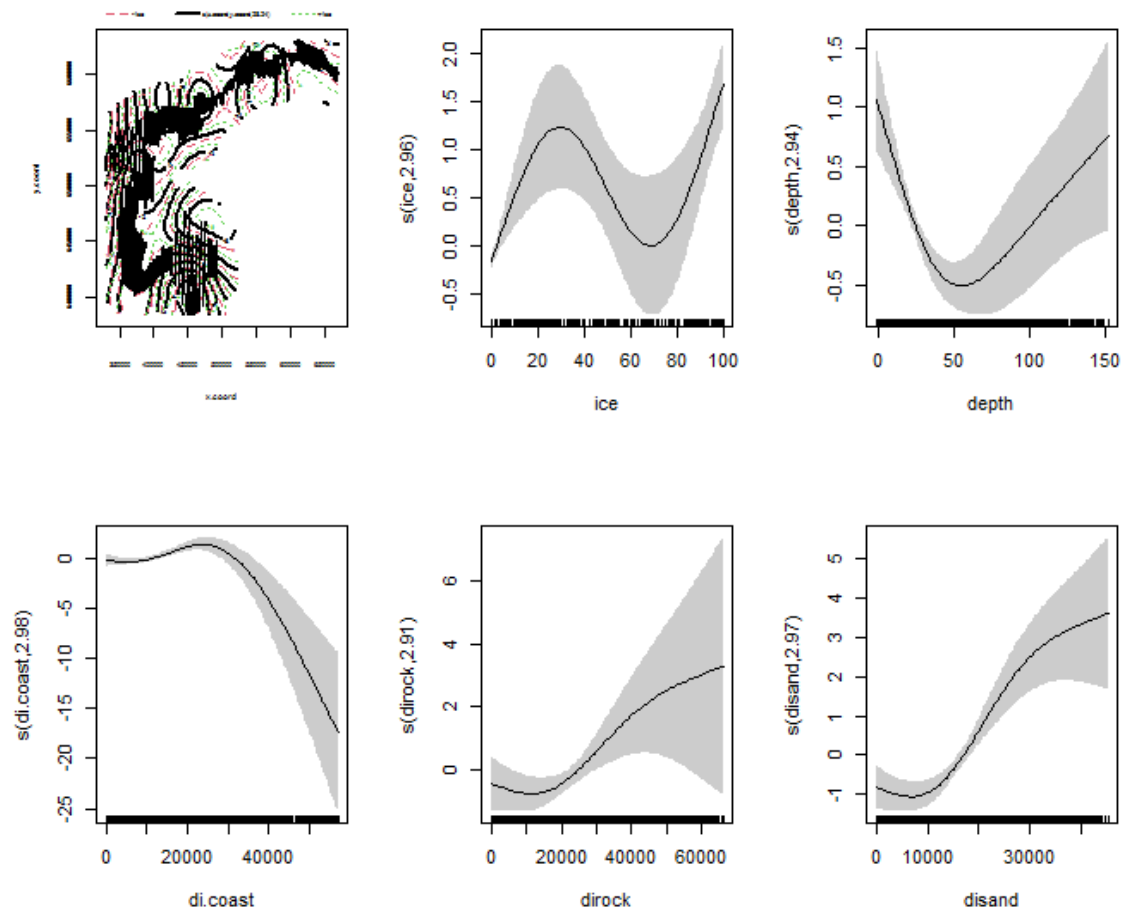 x.coord
y.coord
s(ice,2.96)
-0.5 0.0 0.5 1.0 1.5 2.0
0 20 40 60 80 100
ice
s(depth,2.94)
-0.5 0.0 0.5 1.0 1.5
0 50 100 150
depth
s(di.coast,2.98)
-25 -20 -15 -10 -5 0
0 20000 40000
di.coast
s(dirock,2.91)
0 2 4 6
0 20000 40000 60000
dirock
s(disand,2.97)
-1 0 1 2 3 4 5
0 10000 30000
disand